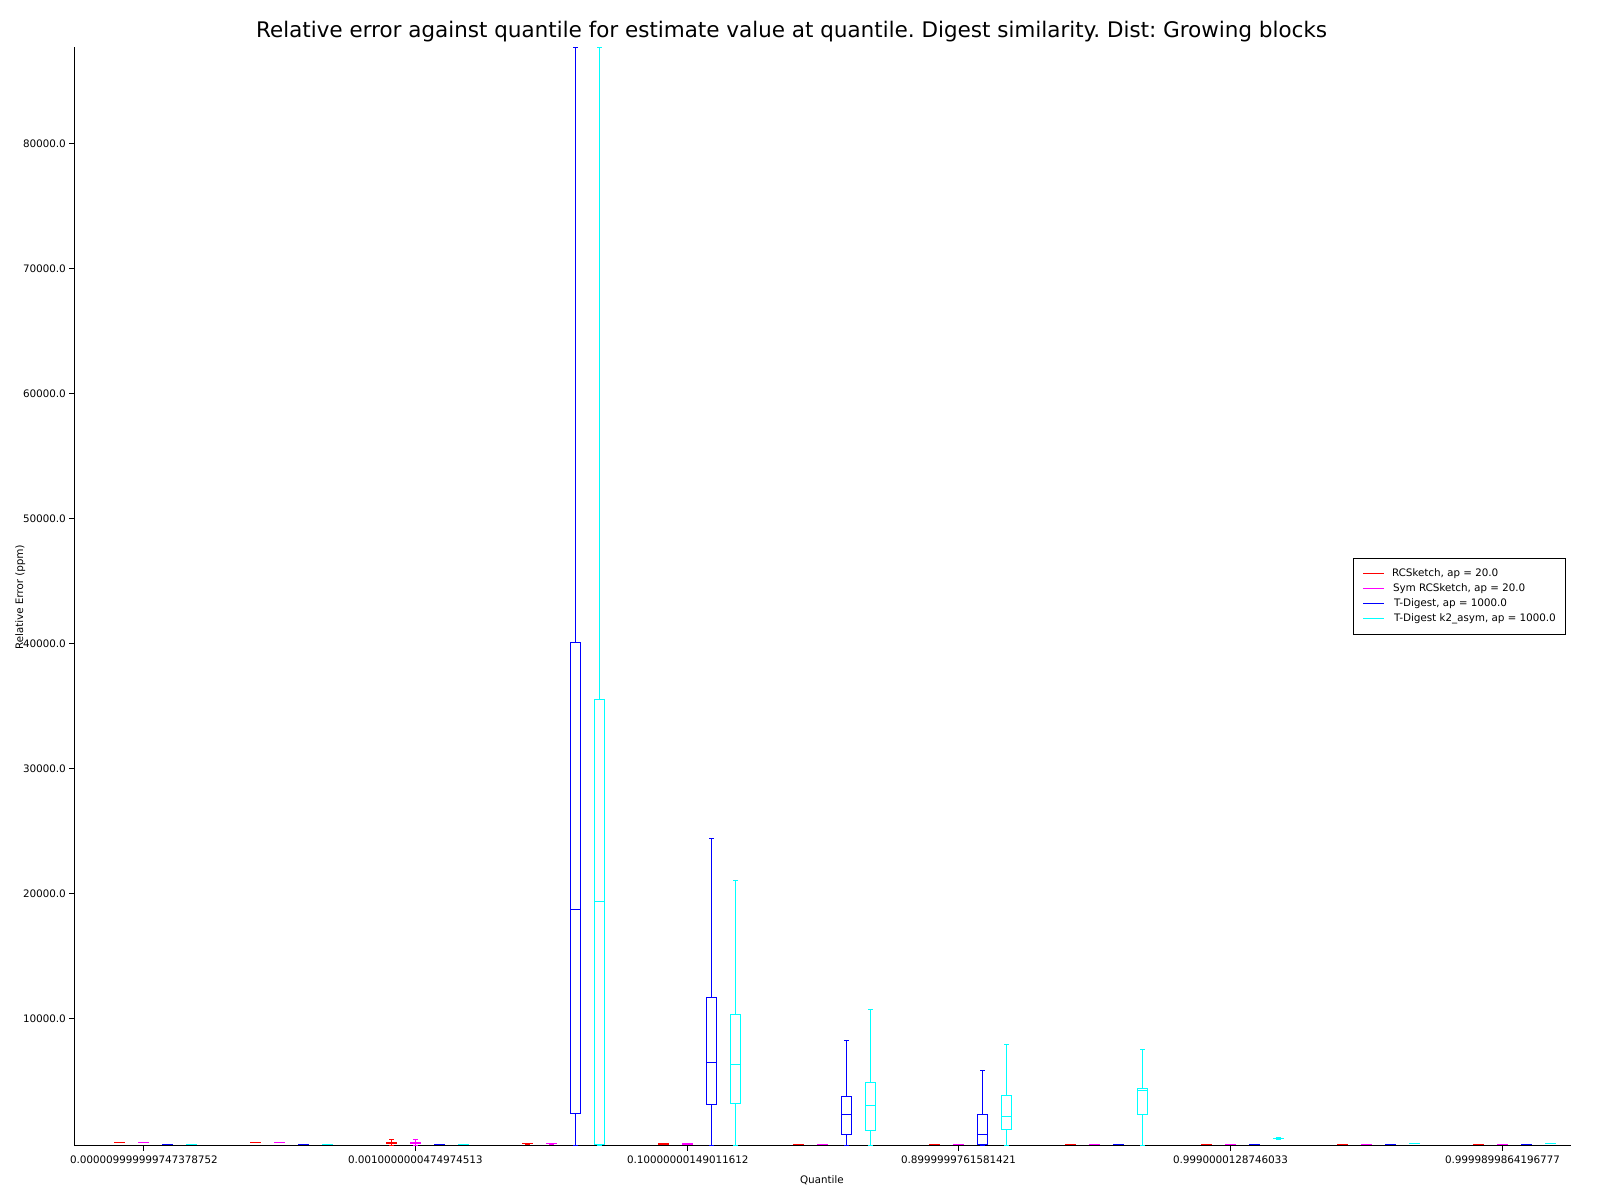 Relative error against quantile for estimate value at quantile. Digest similarity. Dist: Growing blocks
80000.0
70000.0
60000.0
50000.0
40000.0
30000.0
20000.0
10000.0
Relative Error (ppm)
RCSketch, ap = 20.0
Sym RCSketch, ap = 20.0
T-Digest, ap = 1000.0
T-Digest k2_asym, ap = 1000.0
0.000009999999747378752
0.001000000474974513
0.10000000149011612
0.8999999761581421
0.9990000128746033
0.9999899864196777
Quantile